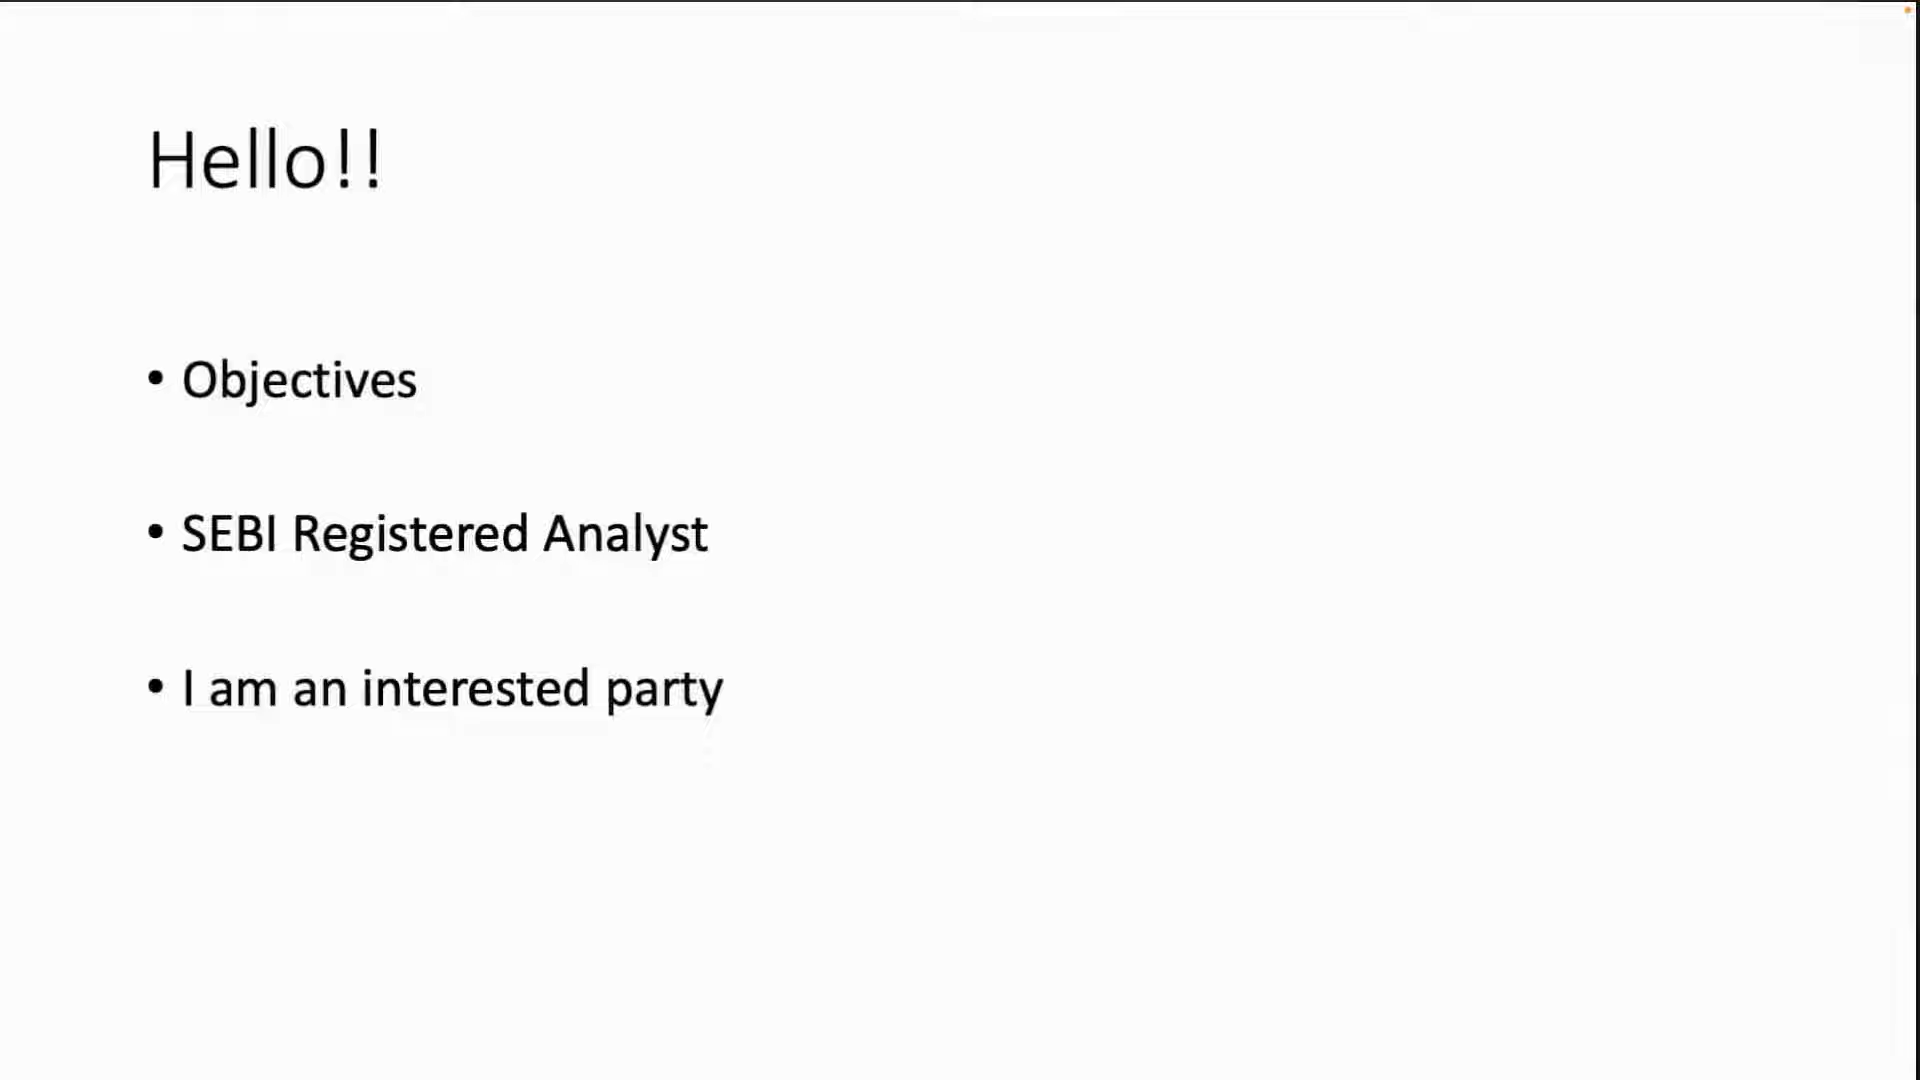 Hello!!
• Objectives
• SEBI Registered Analyst
• I am an interested party